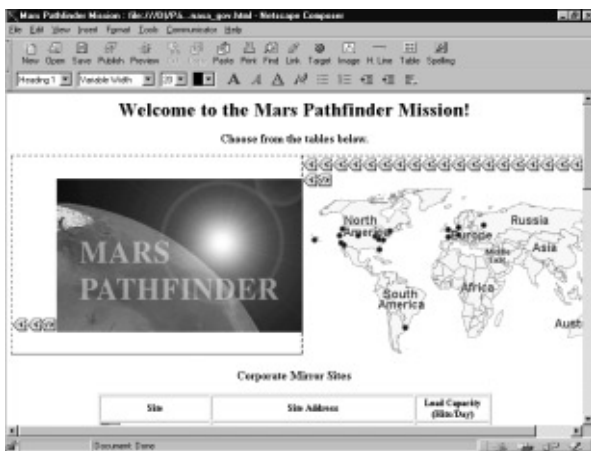 Mars Pathfinder Mission : file:///D|/PA...nasa_gov.html - Netscape Composer
File Edit View Insert Format Tools Communicator Help
New Open Save Publish Preview Cut Copy Paste Print Find Link Target Image H. Line Table Spelling
Heading 1 Variable Width
Welcome to the Mars Pathfinder Mission!
Choose from the tables below.
MARS
PATHFINDER
North
America
Europe
Russia
Middle
East
Asia
Africa
South
America
Aust
Corporate Mirror Sites
Site Site Address Load Capacity
(Hits/Day)
Document: Done